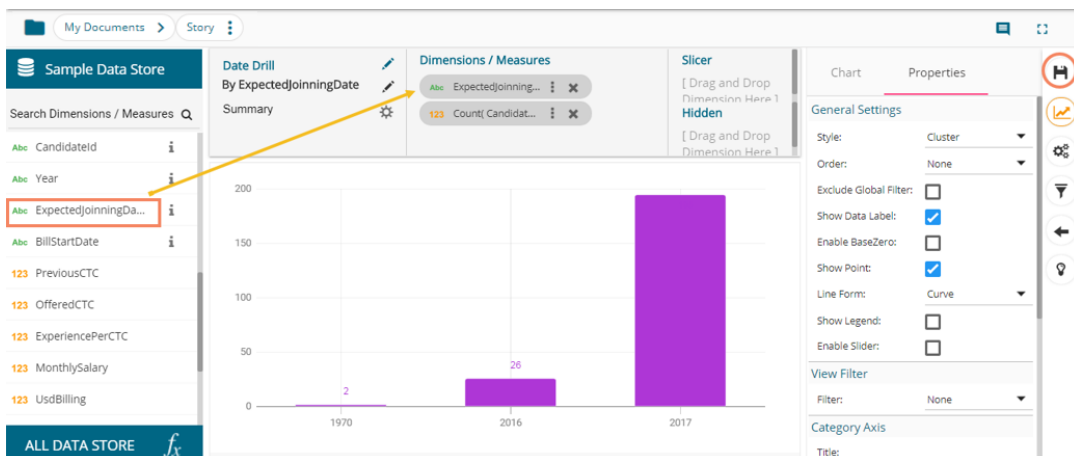 My Documents
Story
Sample Data Store
Search Dimensions / Measures
Abc CandidateId
Abc Year
Abc ExpectedJoinningDa...
Abc BillStartDate
123 PreviousCTC
123 OfferedCTC
123 ExperiencePerCTC
123 MonthlySalary
123 UsdBilling
ALL DATA STORE fx
Date Drill
By ExpectedJoinningDate
Summary
Dimensions / Measures
Abc ExpectedJoinning...
123 Count( Candidat...
Slicer
[ Drag and Drop
Dimension Here ]
Hidden
[ Drag and Drop
Dimension Here ]
200
150
100
50
0
2
26
1970
2016
2017
Chart
Properties
General Settings
Style: Cluster
Order: None
Exclude Global Filter:
Show Data Label:
Enable BaseZero:
Show Point:
Line Form: Curve
Show Legend:
Enable Slider:
View Filter
Filter: None
Category Axis
Title: